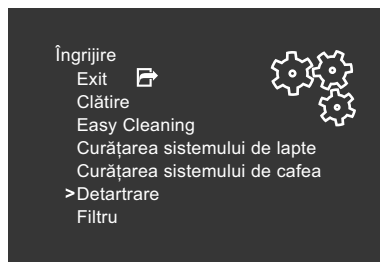 Îngrijire
Exit
Clătire
Easy Cleaning
Curățarea sistemului de lapte
Curățarea sistemului de cafea
>Detartrare
Filtru